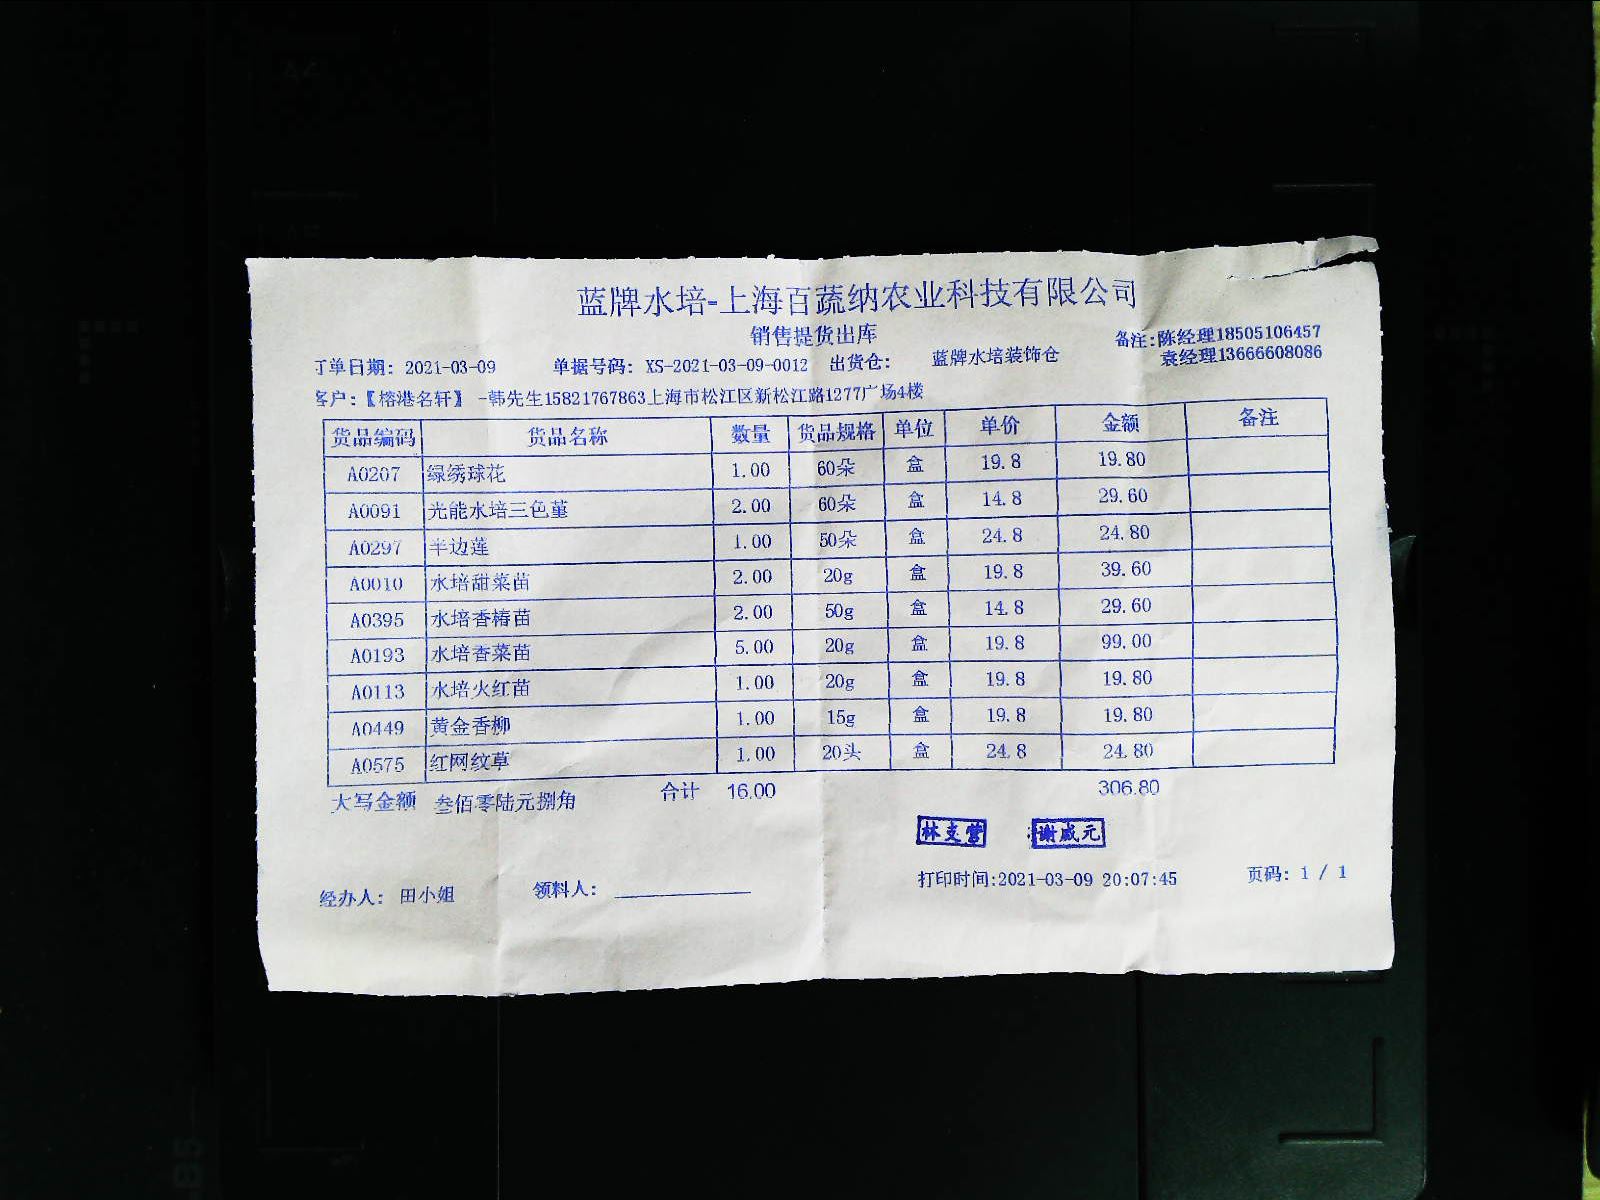 蓝牌水培-上海百蔬纳农业科技有限公司
销售提货出库
备注:陈经理18505106457
袁经理13666608086
订单日期: 2021-03-09 单据号码: XS-2021-03-09-0012 出货仓: 蓝牌水培装饰仓
客户:【榕港名轩】 -韩先生15821767863上海市松江区新松江路1277广场4楼
货品编码 货品名称 数量 货品规格 单位 单价 金额 备注
A0207 绿绣球花 1.00 60朵 盒 19.8 19.80
A0091 光能水培三色堇 2.00 60朵 盒 14.8 29.60
A0297 半边莲 1.00 50朵 盒 24.8 24.80
A0010 水培甜菜苗 2.00 20g 盒 19.8 39.60
A0395 水培香椿苗 2.00 50g 盒 14.8 29.60
A0193 水培香菜苗 5.00 20g 盒 19.8 99.00
A0113 水培火红苗 1.00 20g 盒 19.8 19.80
A0449 黄金香柳 1.00 15g 盒 19.8 19.80
A0575 红网纹草 1.00 20头 盒 24.8 24.80
大写金额 叁佰零陆元捌角 合计 16.00 306.80
林支营 谢威元
经办人: 田小姐 领料人: 打印时间:2021-03-09 20:07:45 页码: 1 / 1